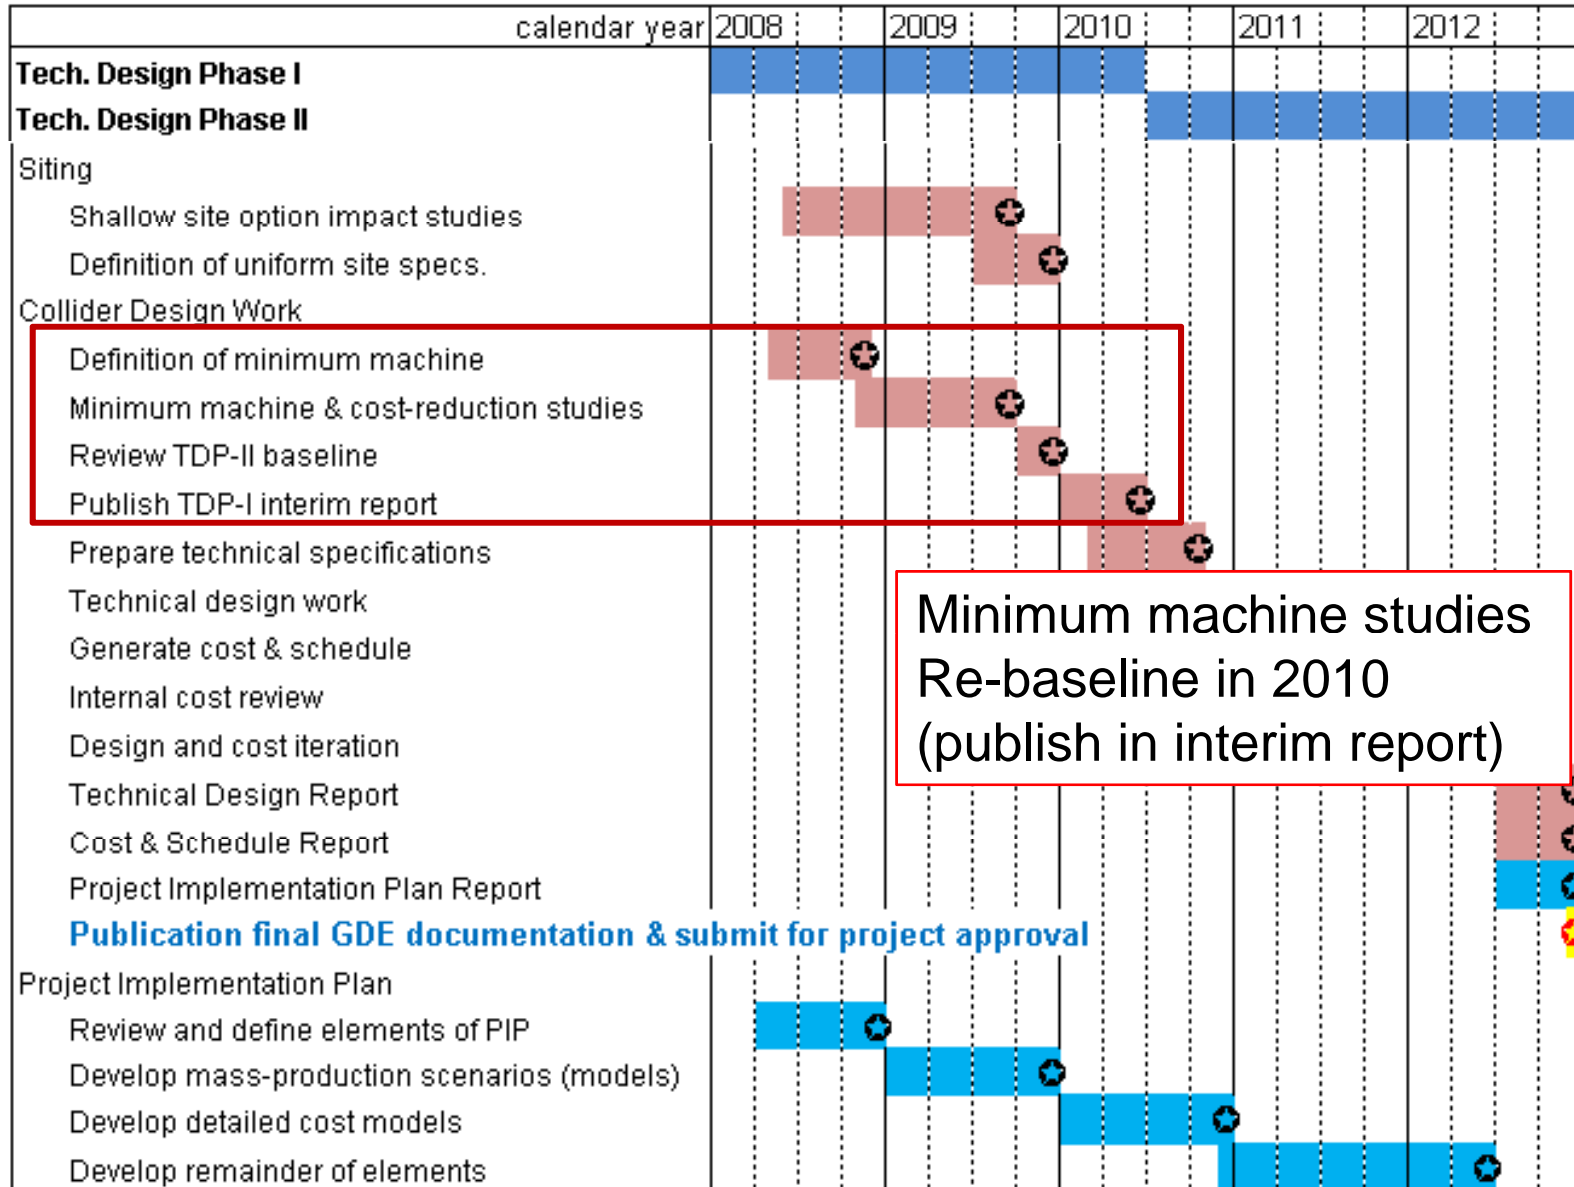 calendar year 2008 2009 2010 2011 2012
Tech. Design Phase I
Tech. Design Phase II
Siting
Shallow site option impact studies
Definition of uniform site specs.
Collider Design Work
Definition of minimum machine
Minimum machine & cost-reduction studies
Review TDP-II baseline
Publish TDP-I interim report
Prepare technical specifications
Technical design work
Generate cost & schedule
Internal cost review
Design and cost iteration
Technical Design Report
Cost & Schedule Report
Project Implementation Plan Report
Publication final GDE documentation & submit for project approval
Project Implementation Plan
Review and define elements of PIP
Develop mass-production scenarios (models)
Develop detailed cost models
Develop remainder of elements
Minimum machine studies
Re-baseline in 2010
(publish in interim report)